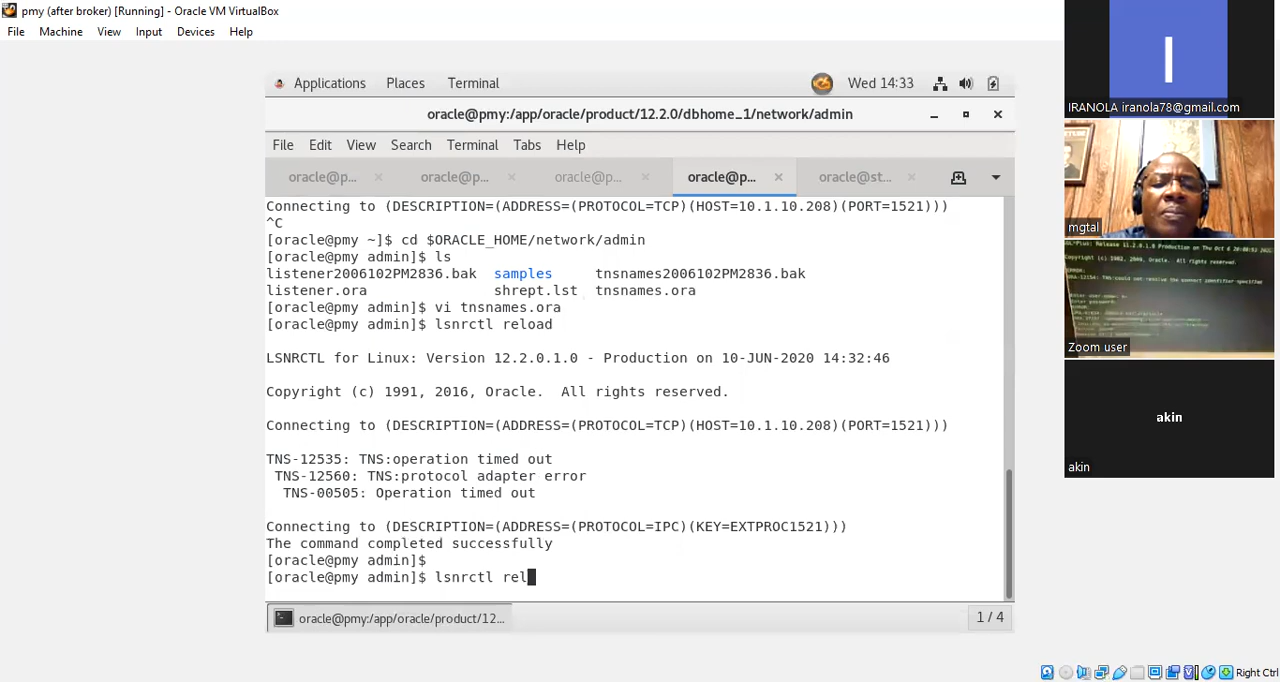 pmy (after broker) [Running] - Oracle VM VirtualBox
File Machine View Input Devices Help
Applications Places Terminal Wed 14:33
oracle@pmy:/app/oracle/product/12.2.0/dbhome_1/network/admin
File Edit View Search Terminal Tabs Help
oracle@p... oracle@p... oracle@p... oracle@p... oracle@st...
Connecting to (DESCRIPTION=(ADDRESS=(PROTOCOL=TCP)(HOST=10.1.10.208)(PORT=1521)))
^C
[oracle@pmy ~]$ cd $ORACLE_HOME/network/admin
[oracle@pmy admin]$ ls
listener2006102PM2836.bak samples tnsnames2006102PM2836.bak
listener.ora shrept.lst tnsnames.ora
[oracle@pmy admin]$ vi tnsnames.ora
[oracle@pmy admin]$ lsnrctl reload
LSNRCTL for Linux: Version 12.2.0.1.0 - Production on 10-JUN-2020 14:32:46
Copyright (c) 1991, 2016, Oracle. All rights reserved.
Connecting to (DESCRIPTION=(ADDRESS=(PROTOCOL=TCP)(HOST=10.1.10.208)(PORT=1521)))
TNS-12535: TNS:operation timed out
TNS-12560: TNS:protocol adapter error
TNS-00505: Operation timed out
Connecting to (DESCRIPTION=(ADDRESS=(PROTOCOL=IPC)(KEY=EXTPROC1521)))
The command completed successfully
[oracle@pmy admin]$
[oracle@pmy admin]$ lsnrctl rel
oracle@pmy:/app/oracle/product/12... 1 / 4
Right Ctrl
I
IRANOLA iranola78@gmail.com
mgtal
Zoom user
akin
akin